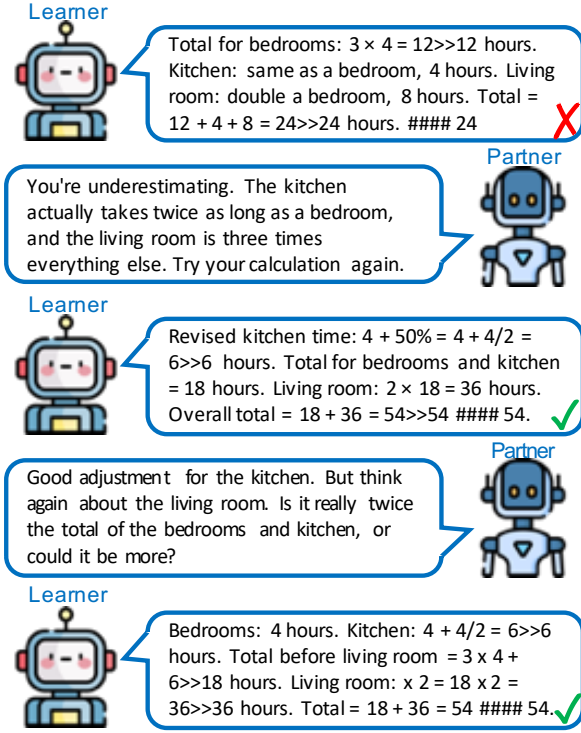 Learner
Total for bedrooms: 3 × 4 = 12>>12 hours.
Kitchen: same as a bedroom, 4 hours. Living
room: double a bedroom, 8 hours. Total =
12 + 4 + 8 = 24>>24 hours. #### 24
Partner
You're underestimating. The kitchen
actually takes twice as long as a bedroom,
and the living room is three times
everything else. Try your calculation again.
Learner
Revised kitchen time: 4 + 50% = 4 + 4/2 =
6>>6 hours. Total for bedrooms and kitchen
= 18 hours. Living room: 2 × 18 = 36 hours.
Overall total = 18 + 36 = 54>>54 #### 54.
Partner
Good adjustment for the kitchen. But think
again about the living room. Is it really twice
the total of the bedrooms and kitchen, or
could it be more?
Learner
Bedrooms: 4 hours. Kitchen: 4 + 4/2 = 6>>6
hours. Total before living room = 3 x 4 +
6>>18 hours. Living room: x 2 = 18 x 2 =
36>>36 hours. Total = 18 + 36 = 54 #### 54.